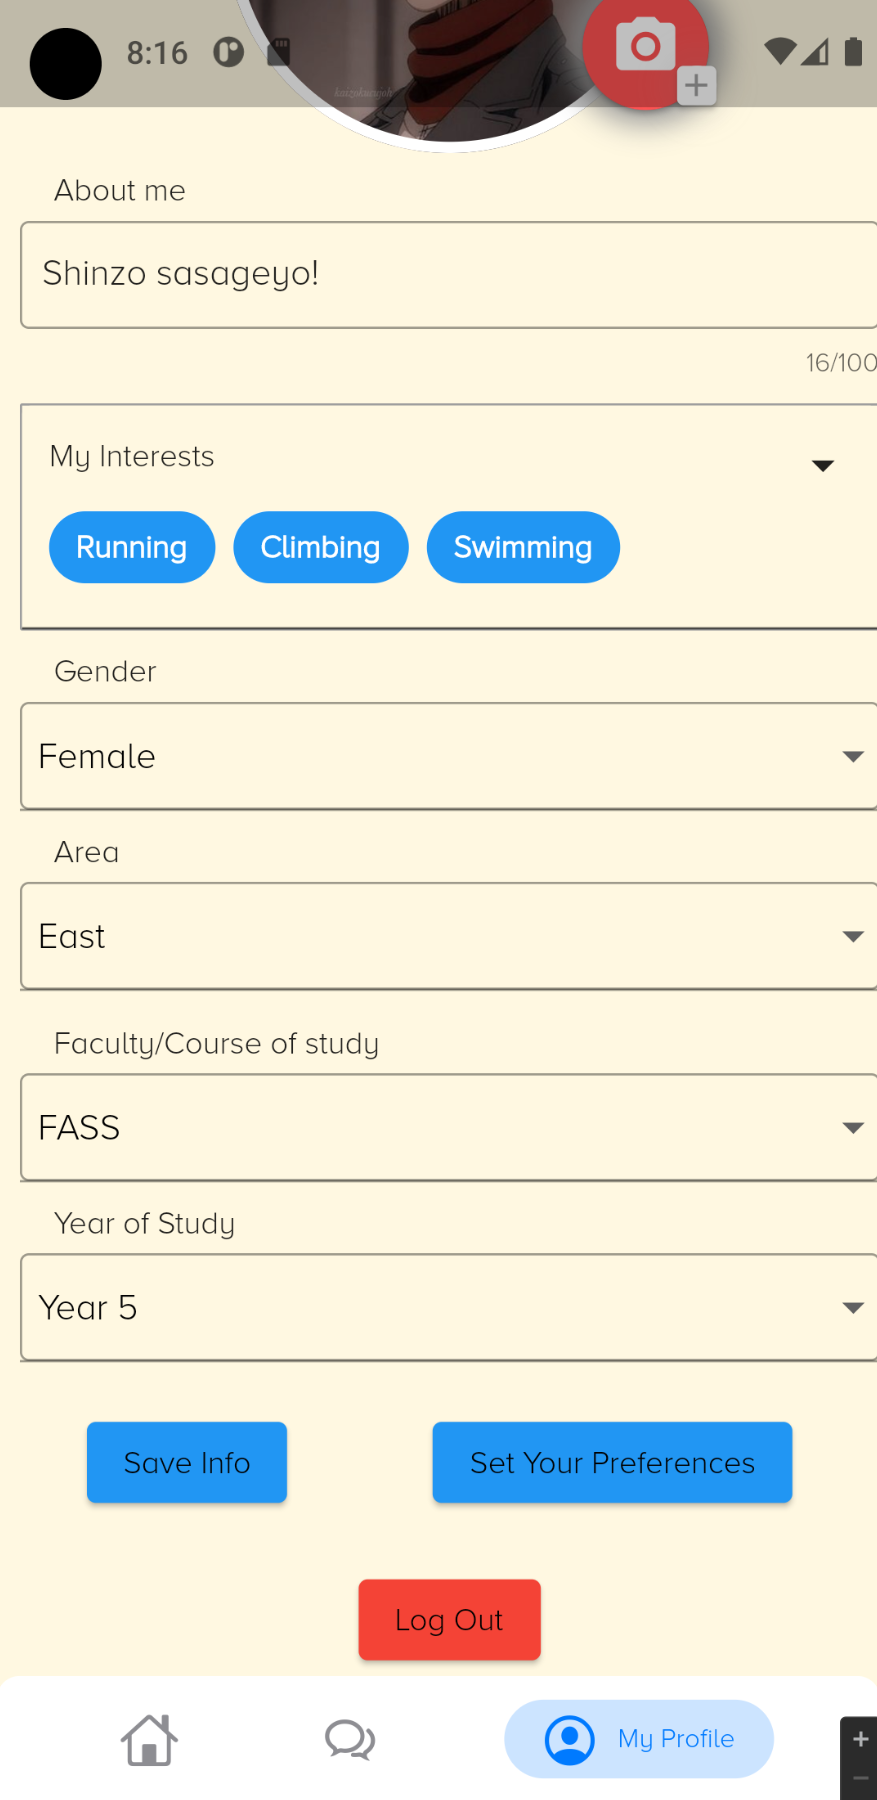 8:16
kaizokusujoh
About me
Shinzo sasageyo!
16/100
My Interests
Running Climbing Swimming
Gender
Female
Area
East
Faculty/Course of study
FASS
Year of Study
Year 5
Save Info Set Your Preferences
Log Out
My Profile